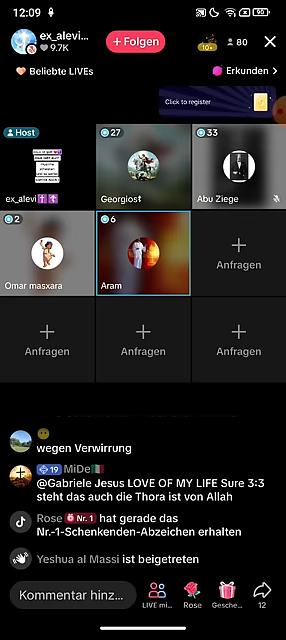 12:09
90
ex_alevi...
9.7K
+ Folgen
10+
80
Beliebte LIVEs
Erkunden >
Click to register
Host
27
33
ex_alevi
Georgios
Abu Ziege
2
6
Anfragen
Omar masxara
Aram
Anfragen
Anfragen
Anfragen
wegen Verwirrung
19 MiDe
@Gabriele Jesus LOVE OF MY LIFE Sure 3:3
steht das auch die Thora ist von Allah
Rose Nr. 1 hat gerade das
Nr.-1-Schenkenden-Abzeichen erhalten
Yeshua al Massi ist beigetreten
Kommentar hinz...
LIVE mi...
Rose
Gesche...
12